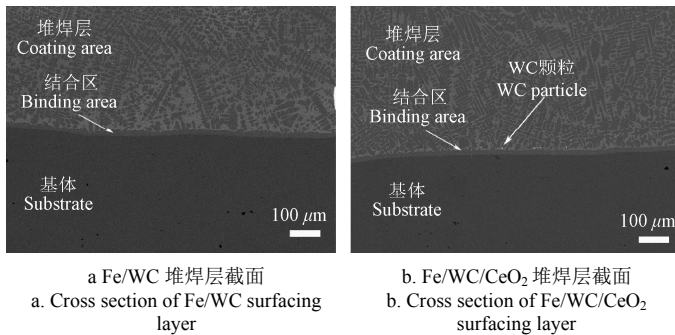 堆焊层
Coating area
结合区
Binding area
基体
Substrate
100 μm
堆焊层
Coating area
WC颗粒
WC particle
结合区
Binding area
基体
Substrate
100 μm
a Fe/WC 堆焊层截面
a. Cross section of Fe/WC surfacing
layer
b. Fe/WC/CeO₂ 堆焊层截面
b. Cross section of Fe/WC/CeO₂
surfacing layer